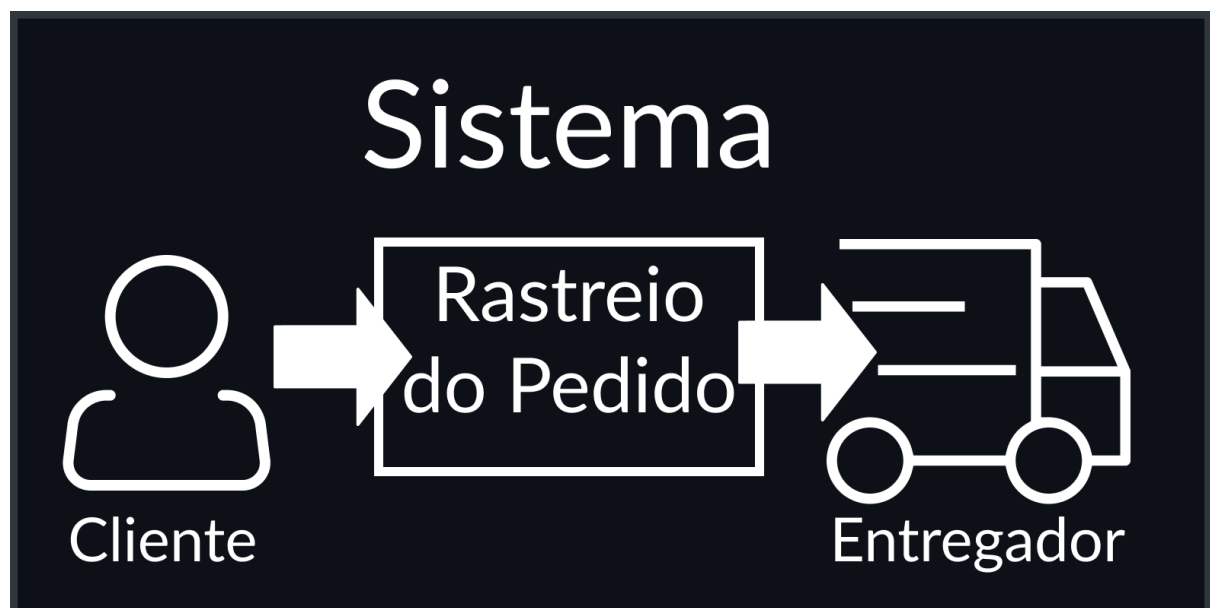 Sistema
Rastreio
do Pedido
Cliente
Entregador